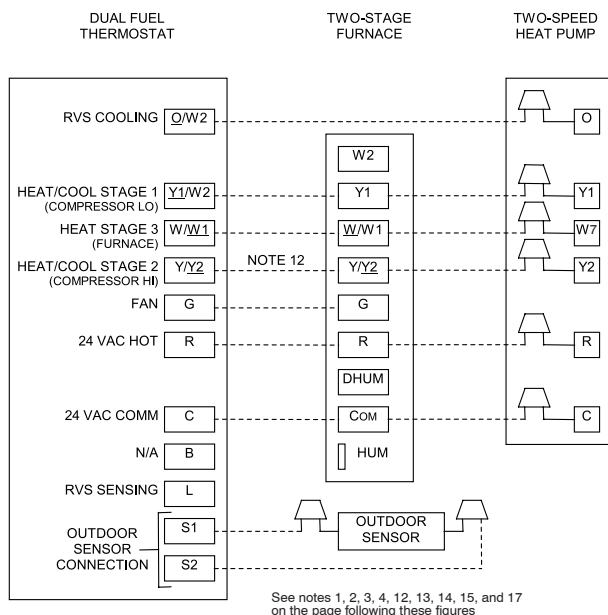 DUAL FUEL
THERMOSTAT
TWO-STAGE
FURNACE
TWO-SPEED
HEAT PUMP
RVS COOLING O/W2 O
W2
HEAT/COOL STAGE 1 Y1/W2 Y1 Y1
(COMPRESSOR LO)
HEAT STAGE 3 W/W1 W/W1 W7
(FURNACE)
HEAT/COOL STAGE 2 Y/Y2 NOTE 12 Y/Y2 Y2
(COMPRESSOR HI)
FAN G G
24 VAC HOT R R R
DHUM
24 VAC COMM C COM C
N/A B HUM
RVS SENSING L
OUTDOOR
SENSOR
CONNECTION
S1
S2
OUTDOOR
SENSOR
See notes 1, 2, 3, 4, 12, 13, 14, 15, and 17
on the page following these figures